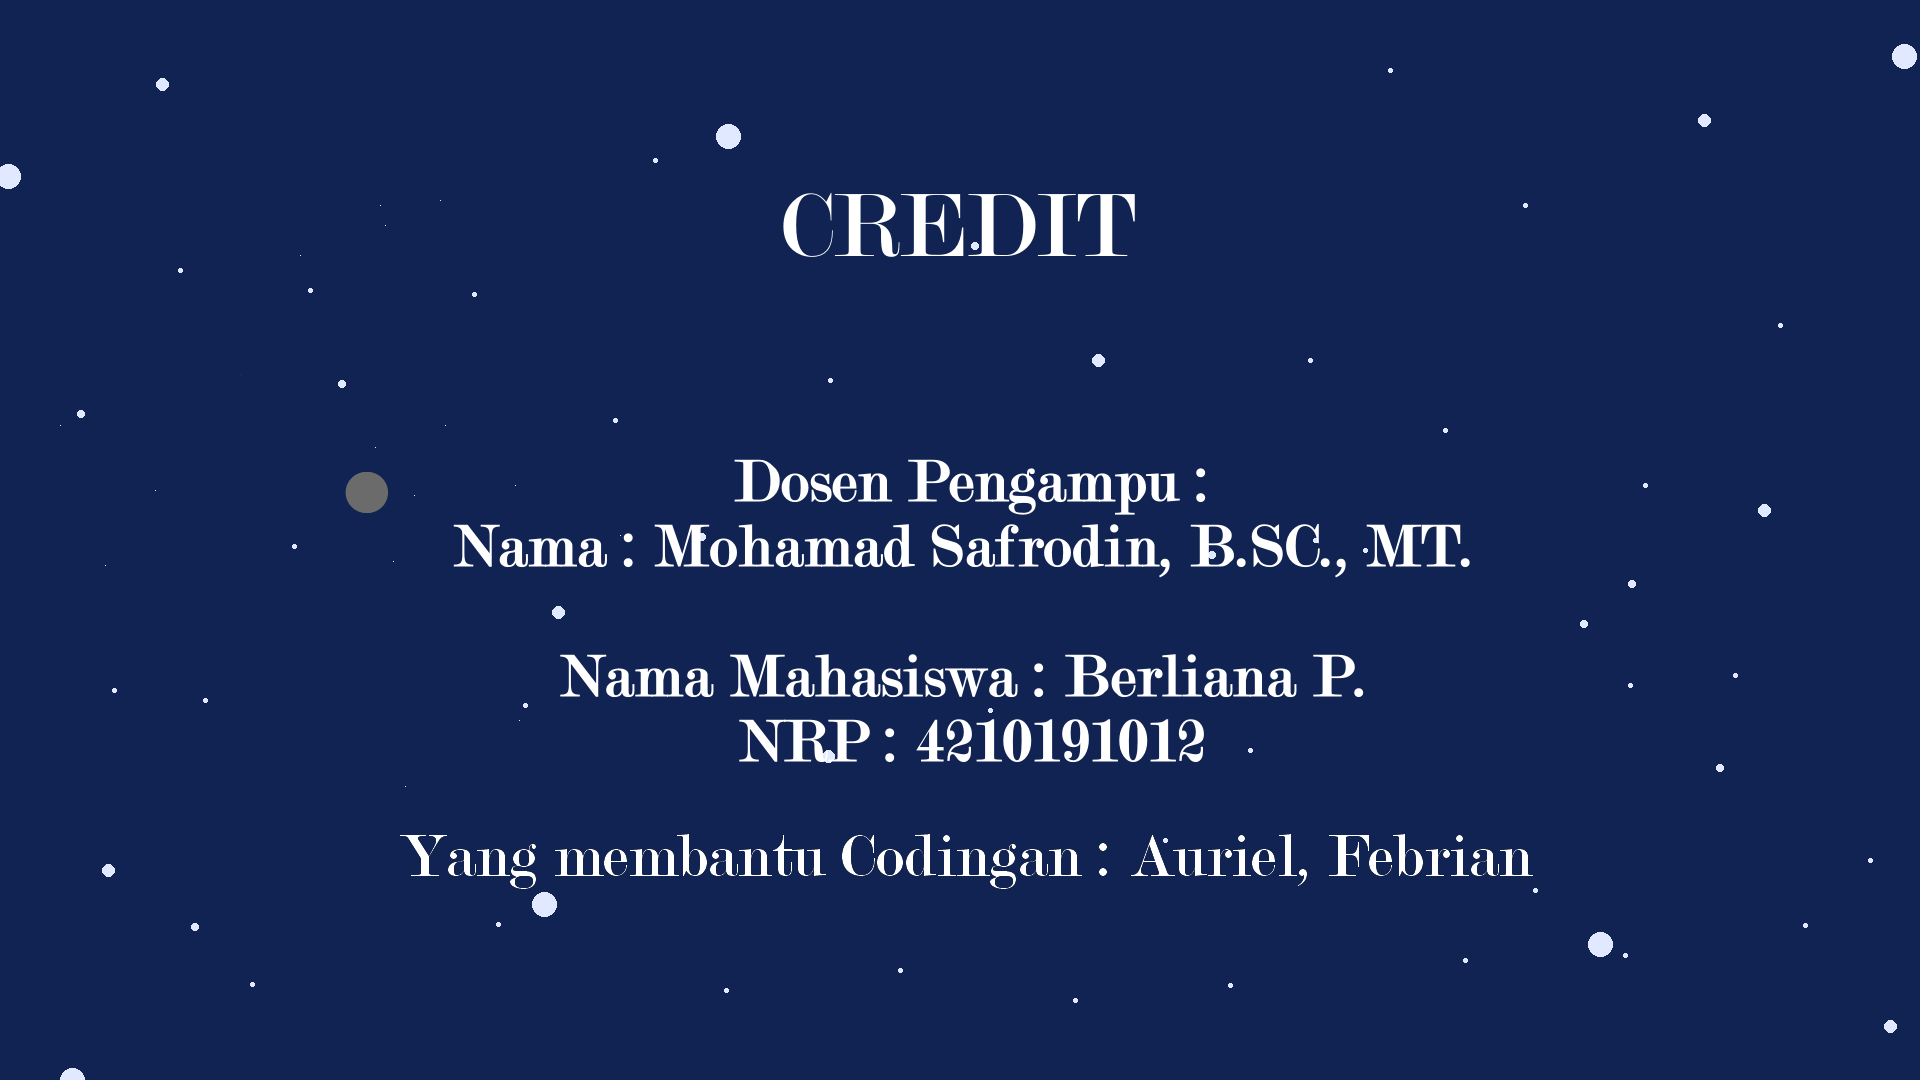 CREDIT
Dosen Pengampu :
Nama : Mohamad Safrodin, B.SC., MT.
Nama Mahasiswa : Berliana P.
NRP : 4210191012
Yang membantu Codingan : Auriel, Febrian